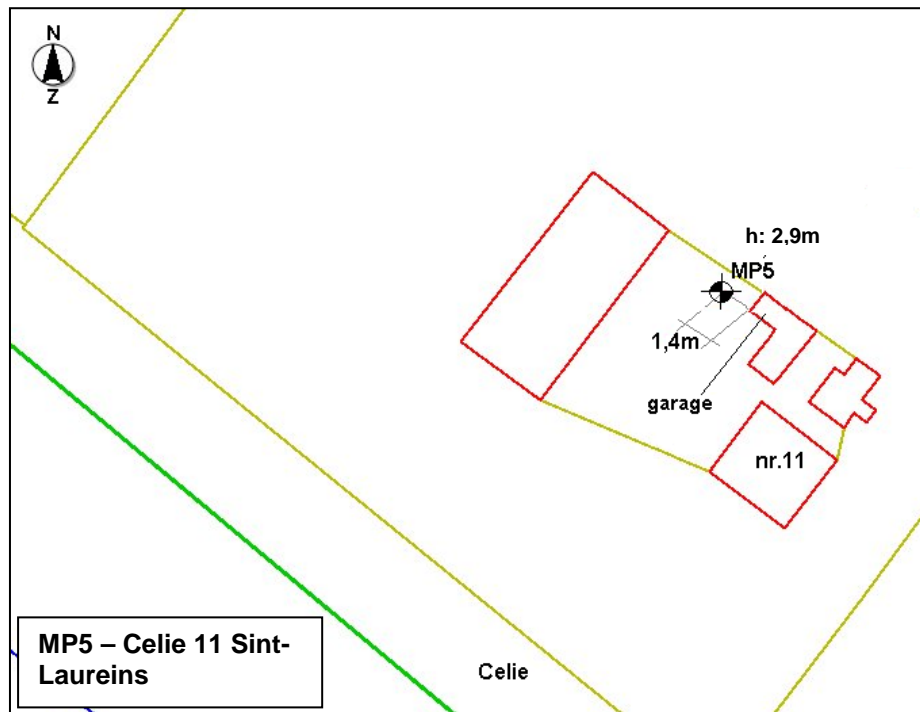 N
Z
h: 2,9m
MP5
1,4m
garage
nr.11
MP5 – Celie 11 Sint-
Laureins
Celie